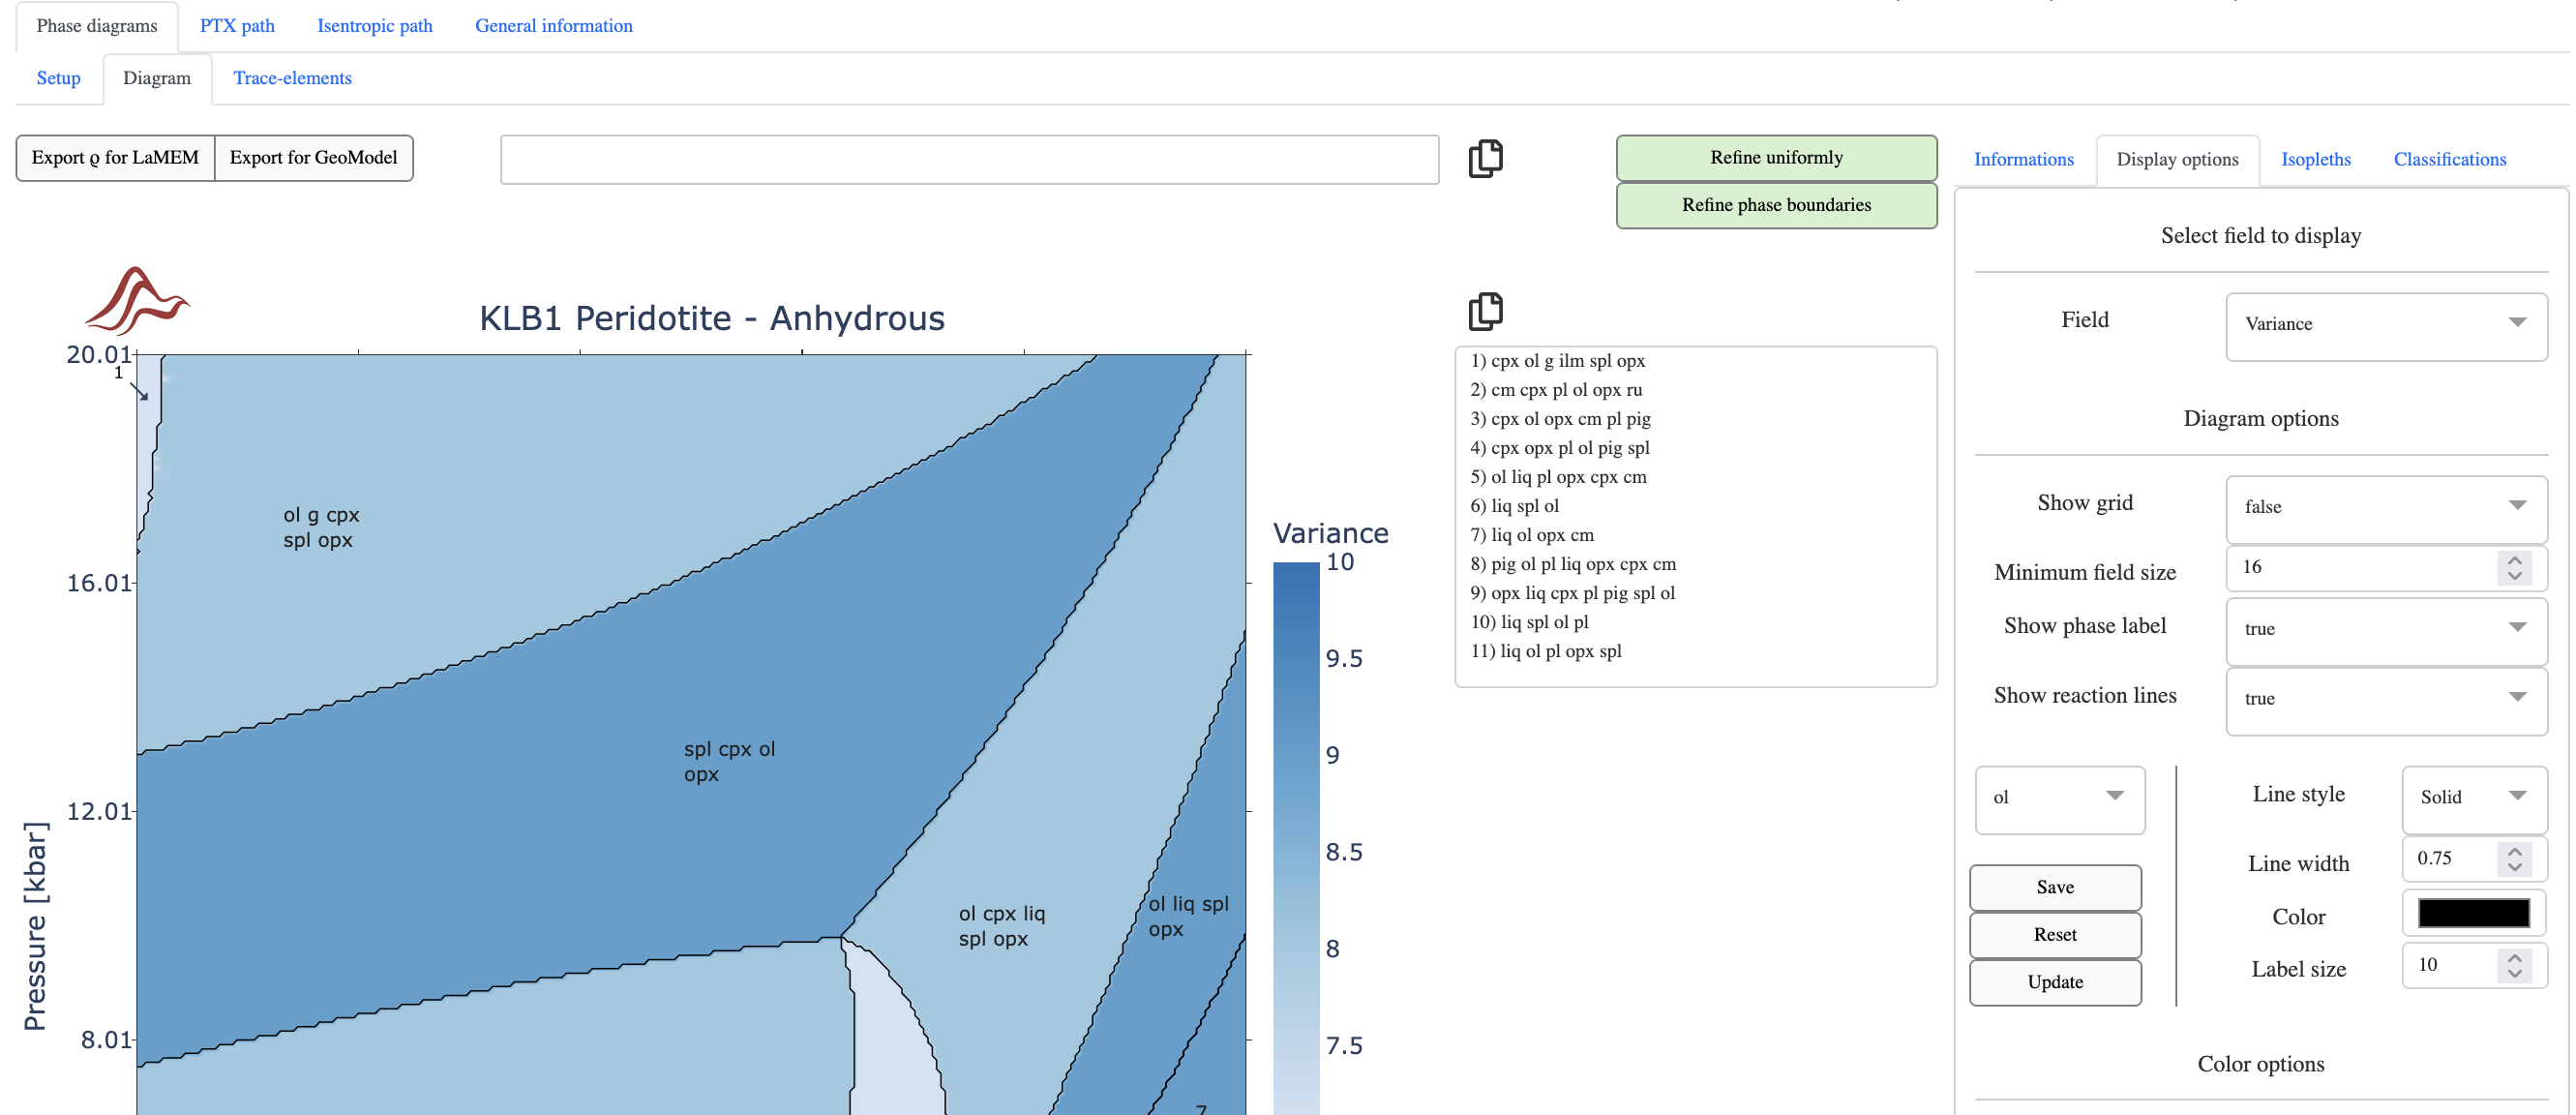 Phase diagrams PTX path Isentropic path General information
Setup Diagram Trace-elements
Export ϱ for LaMEM Export for GeoModel
Refine uniformly
Refine phase boundaries
Informations Display options Isopleths Classifications
KLB1 Peridotite - Anhydrous
20.01
1
16.01
12.01
8.01
Pressure [kbar]
ol g cpx
spl opx
spl cpx ol
opx
ol cpx liq
spl opx
ol liq spl
opx
7
Variance
10
9.5
9
8.5
8
7.5
1) cpx ol g ilm spl opx
2) cm cpx pl ol opx ru
3) cpx ol opx cm pl pig
4) cpx opx pl ol pig spl
5) ol liq pl opx cpx cm
6) liq spl ol
7) liq ol opx cm
8) pig ol pl liq opx cpx cm
9) opx liq cpx pl pig spl ol
10) liq spl ol pl
11) liq ol pl opx spl
Select field to display
Field Variance
Diagram options
Show grid false
Minimum field size 16
Show phase label true
Show reaction lines true
ol
Save
Reset
Update
Line style Solid
Line width 0.75
Color
Label size 10
Color options